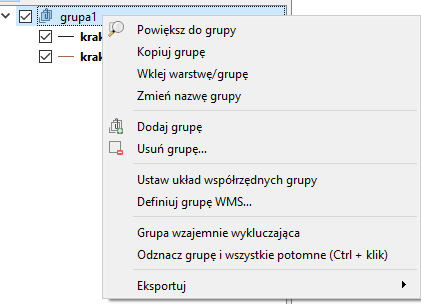 grupa1
krak
krak
Powiększ do grupy
Kopiuj grupę
Wklej warstwę/grupę
Zmień nazwę grupy
Dodaj grupę
Usuń grupę...
Ustaw układ współrzędnych grupy
Definiuj grupę WMS...
Grupa wzajemnie wykluczająca
Odznacz grupę i wszystkie potomne (Ctrl + klik)
Eksportuj